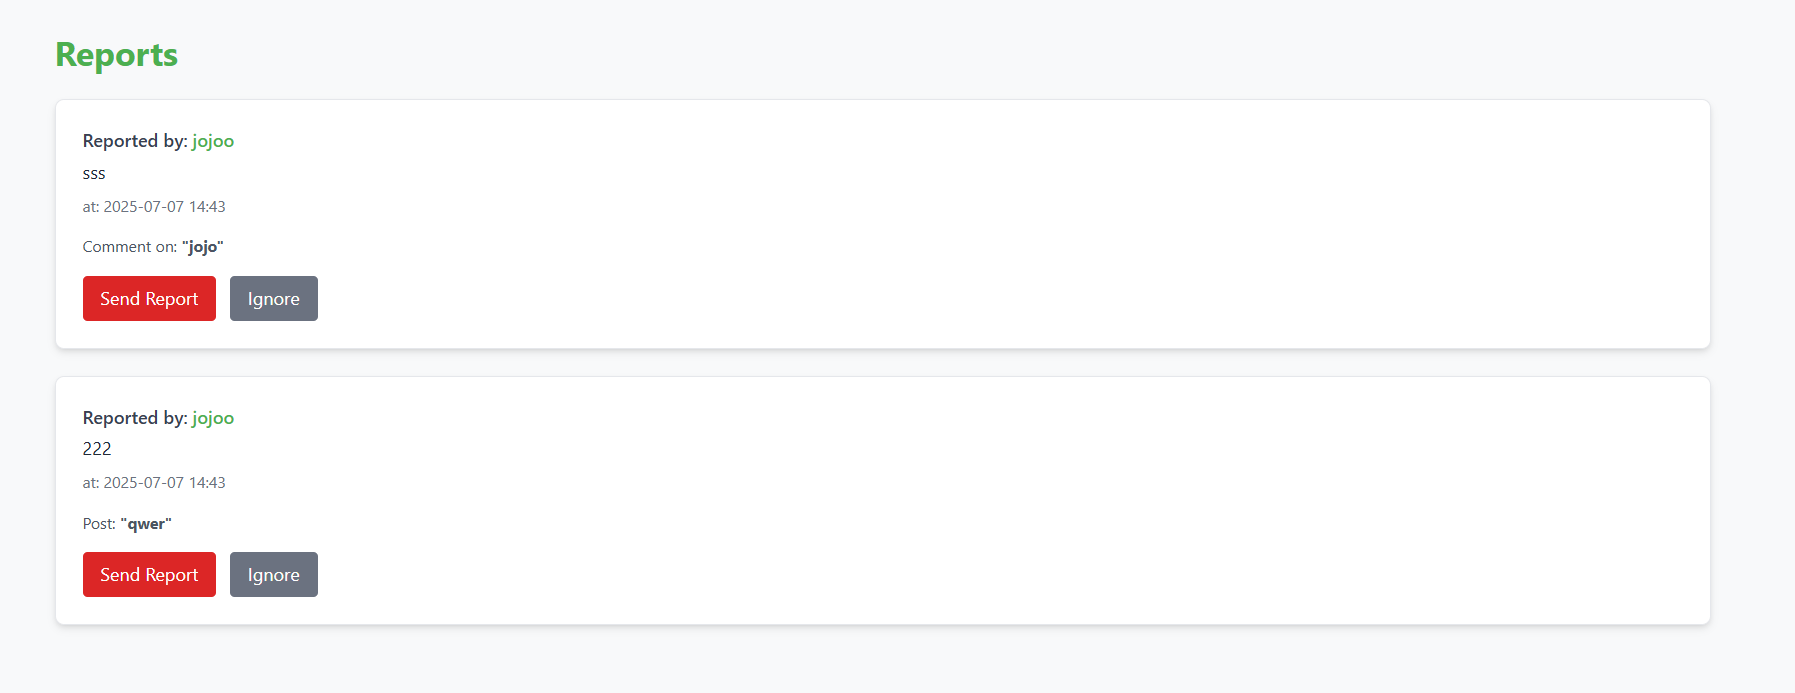 Reports
Reported by: jojoo
sss
at: 2025-07-07 14:43
Comment on: "jojo"
Send Report Ignore
Reported by: jojoo
222
at: 2025-07-07 14:43
Post: "qwer"
Send Report Ignore